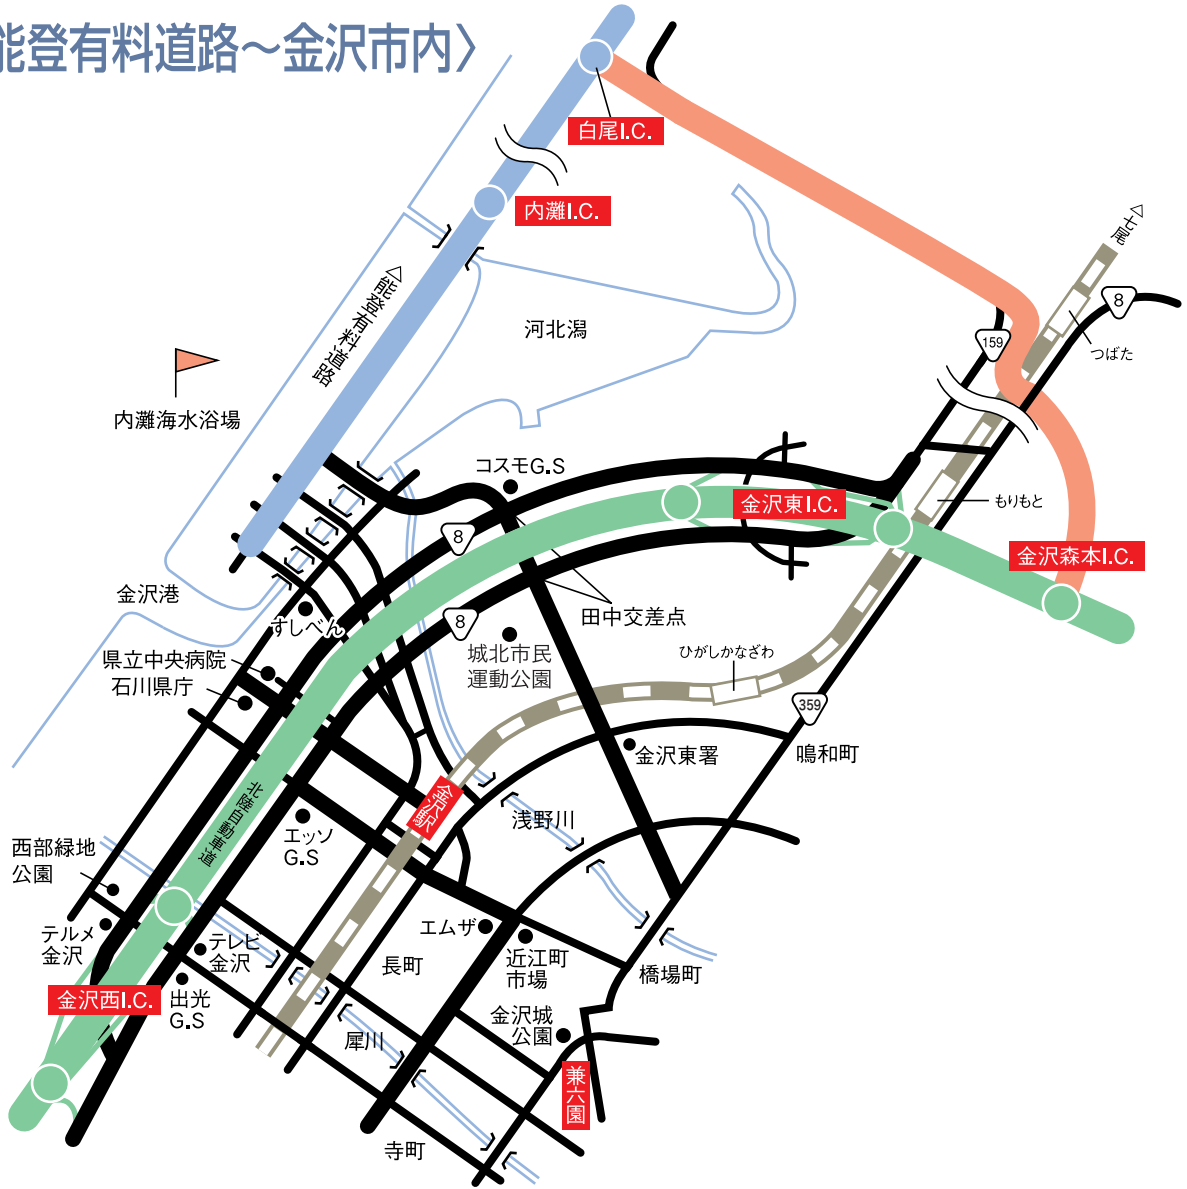 能登有料道路～金沢市内〉
白尾I.C.
内灘I.C.
◁七尾
◁能登有料道路
河北潟
8
159
つばた
内灘海水浴場
コスモG.S
金沢東I.C.
もりもと
8
金沢森本I.C.
金沢港
すしべん
田中交差点
8
城北市民
運動公園
ひがしかなざわ
県立中央病院
石川県庁
359
金沢東署
鳴和町
北陸自動車道
金沢駅
浅野川
エッソ
G.S
西部緑地
公園
テルメ
金沢
テレビ
金沢
エムザ
長町
近江町
市場
橋場町
金沢西I.C.
出光
G.S
金沢城
公園
犀川
兼六園
寺町